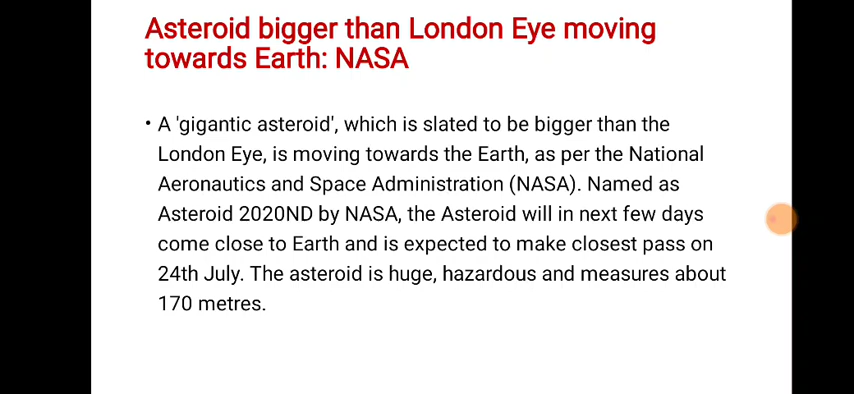 Asteroid bigger than London Eye moving
towards Earth: NASA
• A 'gigantic asteroid', which is slated to be bigger than the
London Eye, is moving towards the Earth, as per the National
Aeronautics and Space Administration (NASA). Named as
Asteroid 2020ND by NASA, the Asteroid will in next few days
come close to Earth and is expected to make closest pass on
24th July. The asteroid is huge, hazardous and measures about
170 metres.